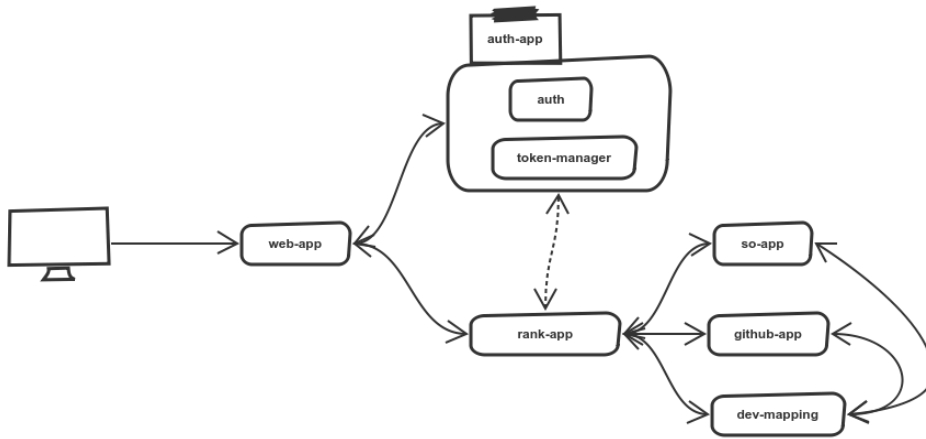 auth-app
auth
token-manager
web-app
so-app
rank-app
github-app
dev-mapping